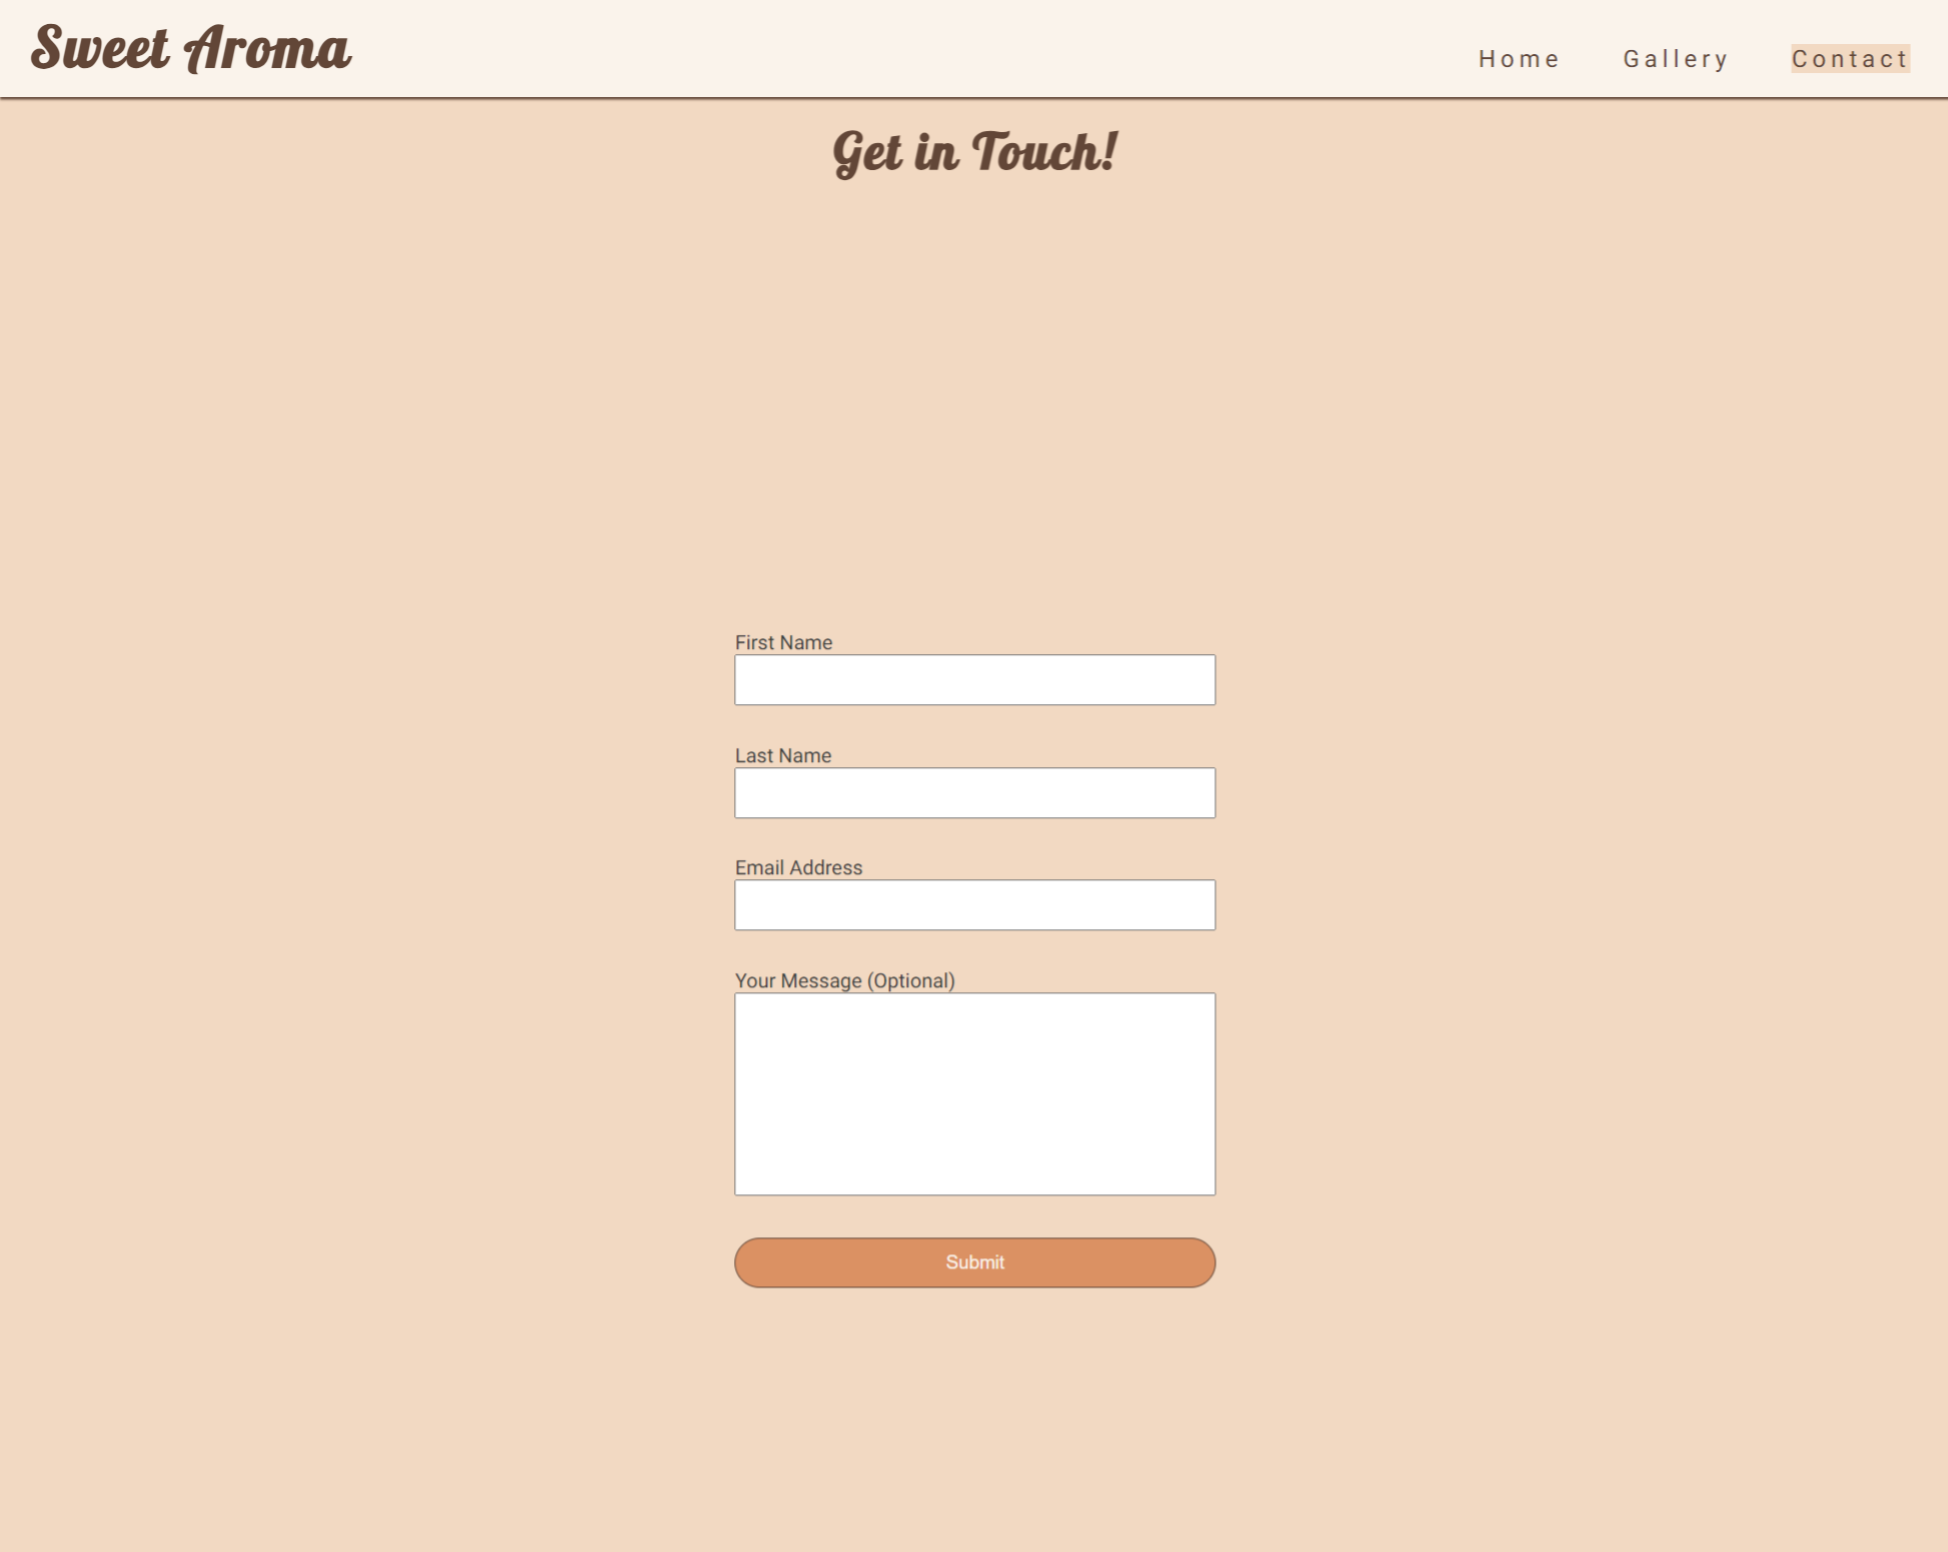 Sweet Aroma
Home Gallery Contact
Get in Touch!
First Name
Last Name
Email Address
Your Message (Optional)
Submit